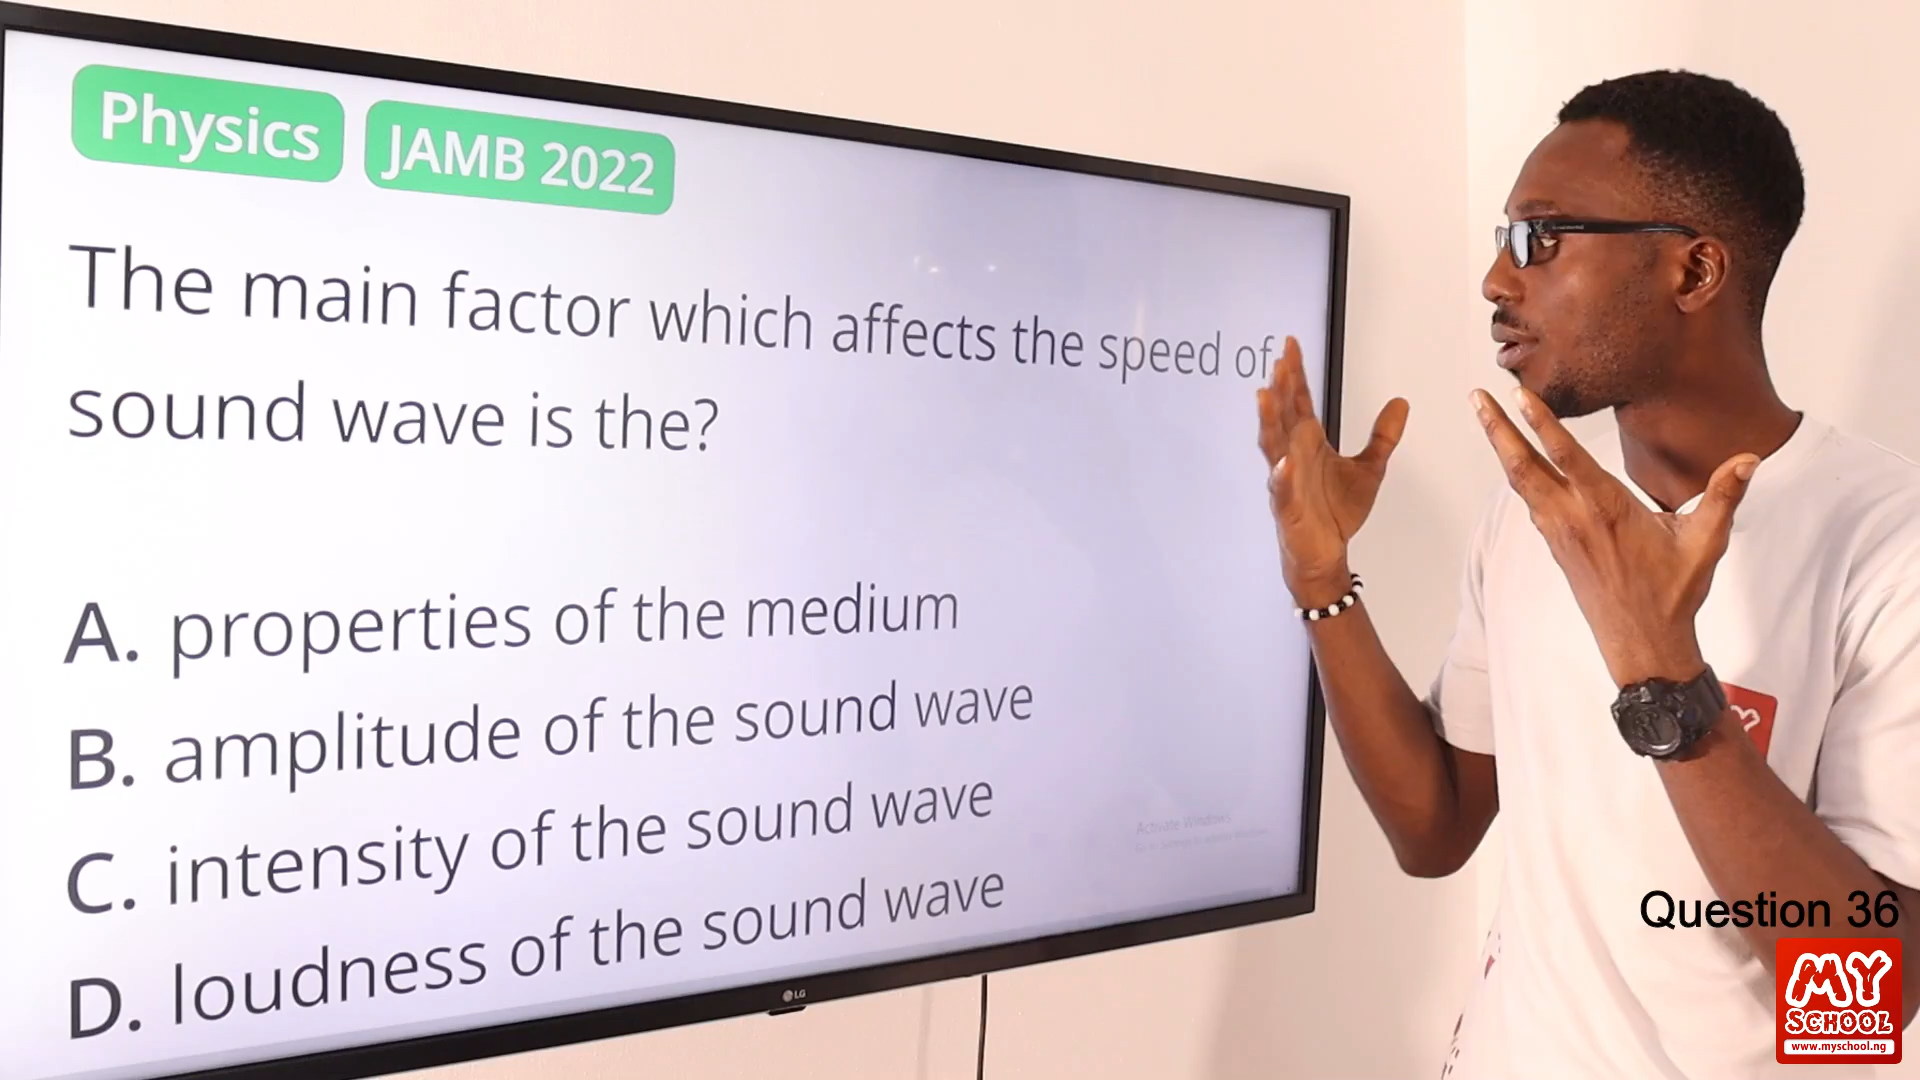 Physics JAMB 2022
The main factor which affects the speed of
sound wave is the?
A. properties of the medium
B. amplitude of the sound wave
C. intensity of the sound wave
D. loudness of the sound wave
Activate Windows
LG
Question 36
MY
SCHOOL
www.myschool.ng